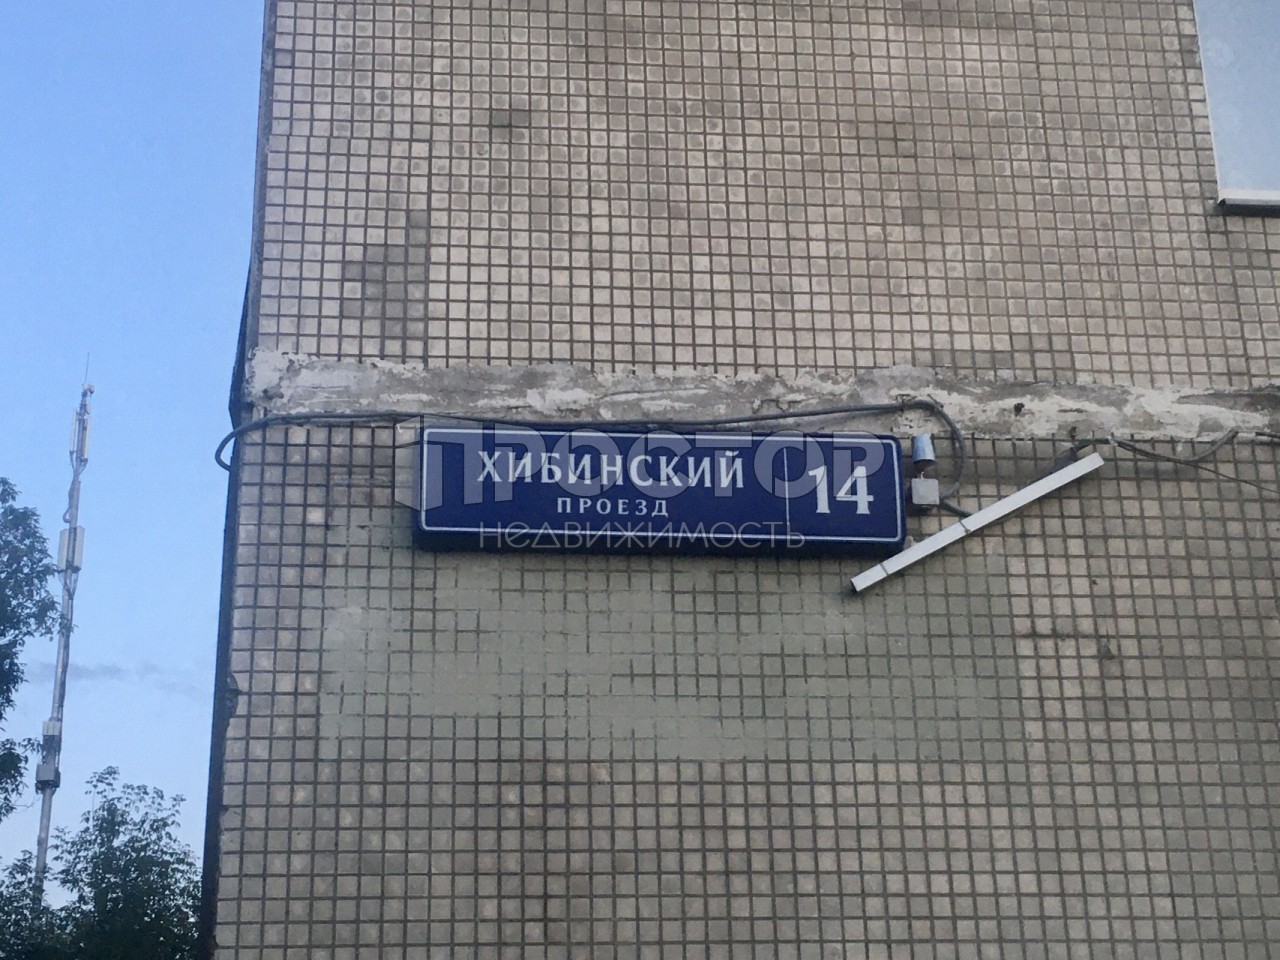 ХИБИНСКИЙ
ПРОЕЗД
14
ПРОСТОР
НЕДВИЖИМОСТЬ